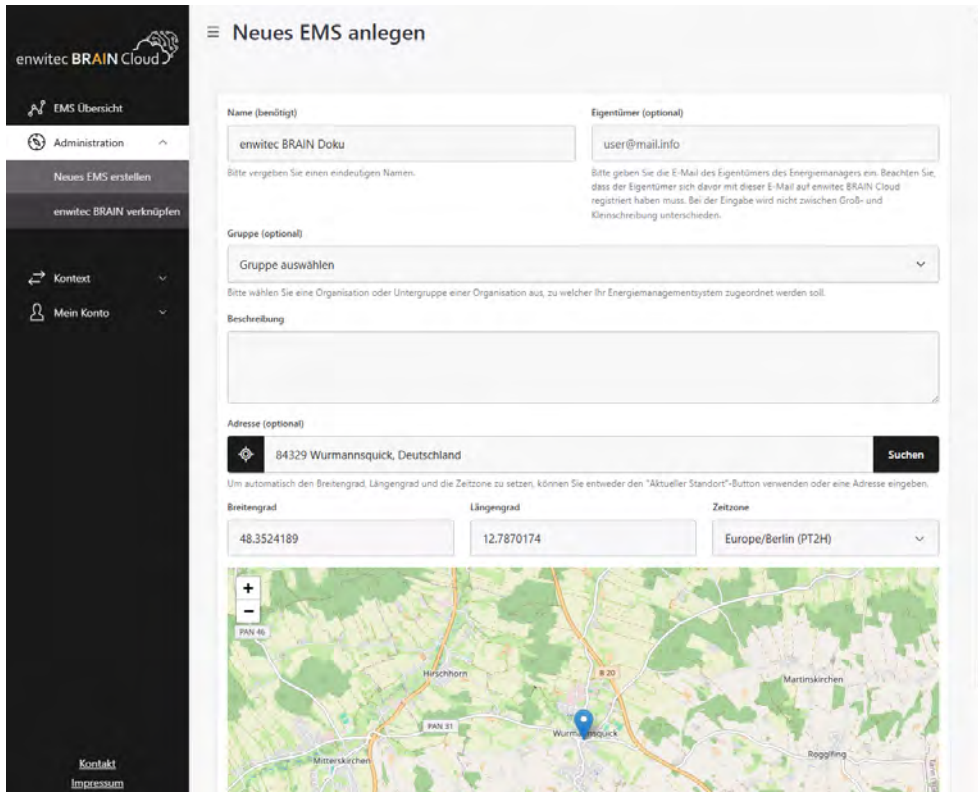 enwitec BRAIN Cloud
EMS Übersicht
Administration
Neues EMS erstellen
enwitec BRAIN verknüpfen
Kontext
Mein Konto
Kontakt
Impressum
Neues EMS anlegen
Name (benötigt)
enwitec BRAIN Doku
Bitte vergeben Sie einen eindeutigen Namen.
Eigentümer (optional)
user@mail.info
Bitte geben Sie die E-Mail des Eigentümers des Energiemanagers ein. Beachten Sie,
dass der Eigentümer sich davor mit dieser E-Mail auf enwitec BRAIN Cloud
registriert haben muss. Bei der Eingabe wird nicht zwischen Groß- und
Kleinschreibung unterschieden.
Gruppe (optional)
Gruppe auswählen
Bitte wählen Sie eine Organisation oder Untergruppe einer Organisation aus, zu welcher Ihr Energiemanagementsystem zugeordnet werden soll.
Beschreibung
Adresse (optional)
84329 Wurmannsquick, Deutschland
Suchen
Um automatisch den Breitengrad, Längengrad und die Zeitzone zu setzen, können Sie entweder den "Aktueller Standort"-Button verwenden oder eine Adresse eingeben.
Breitengrad
48.3524189
Längengrad
12.7870174
Zeitzone
Europe/Berlin (PT2H)
+
−
PAN 46
Hirschhorn
B 20
Martinskirchen
PAN 31
Wurmannsquick
Mitterskirchen
Rogglfing